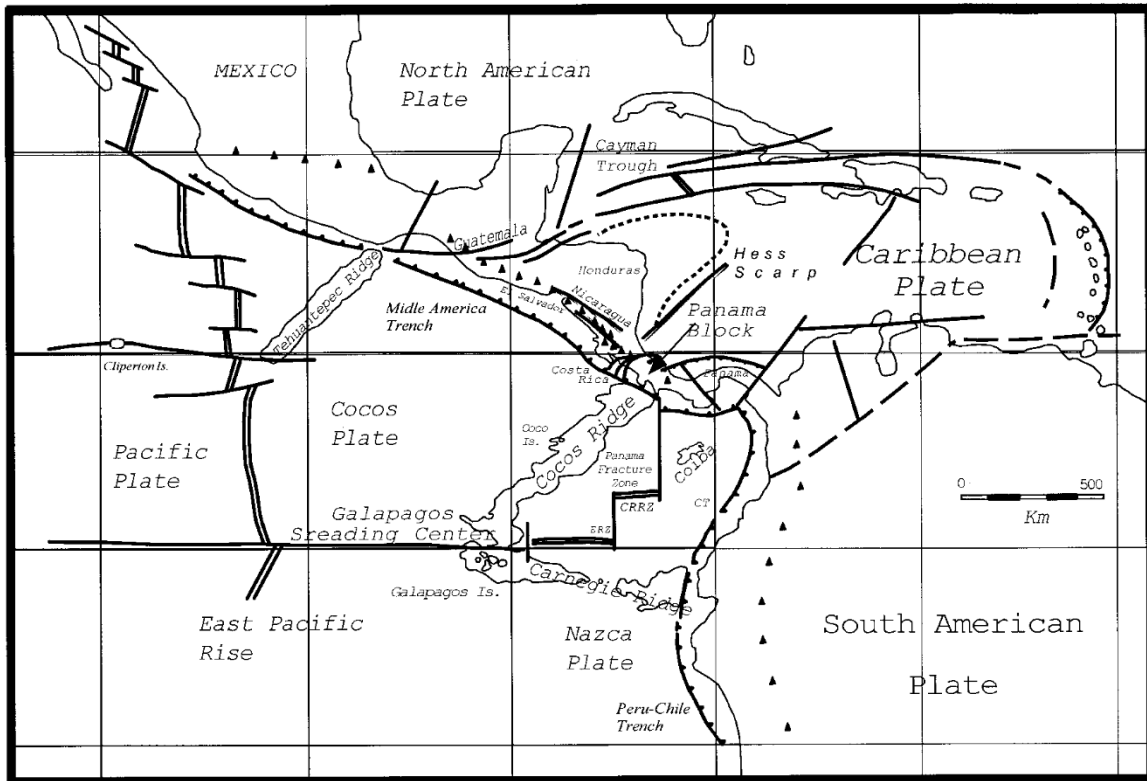 MEXICO
North American
Plate
Cayman
Trough
Guatemala
Honduras
Hess
Scarp
Caribbean
Plate
Tehuantepec Ridge
Midle America
Trench
El Salvador
Nicaragua
Panama
Block
Cliperton Is.
Costa
Rica
Panama
Cocos
Plate
Coco
Is.
Cocos Ridge
Panama
Fracture
Zone
Coiba
Pacific
Plate
CRRZ
CT
0
500
Km
Galapagos
Sreading Center
ERZ
Galapagos Is.
Carnegie Ridge
East Pacific
Rise
Nazca
Plate
South American
Plate
Peru-Chile
Trench